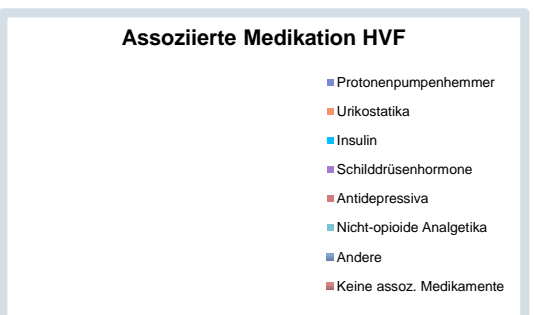 Assoziierte Medikation HVF
Protonenpumpenhemmer
Urikostatika
Insulin
Schilddrüsenhormone
Antidepressiva
Nicht-opioide Analgetika
Andere
Keine assoz. Medikamente